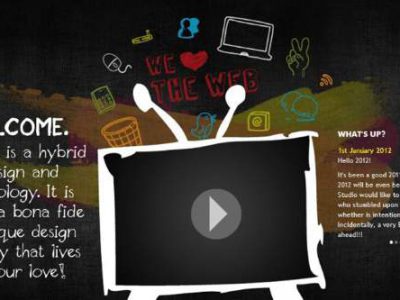 WE
THE WEB
LCOME.
is a hybrid
sign and
ology. It is
a bona fide
que design
y that lives
our love!
WHAT'S UP?
1st January 2012
Hello 2012!
It's been a good 201
2012 will be even be
Studio would like to
who stumbled upon
whether is intention
incidentally, a very B
ahead!!!